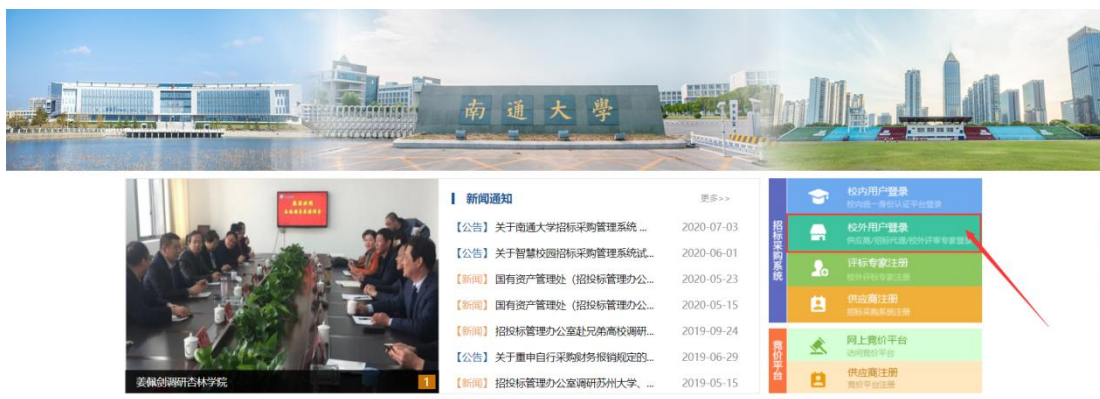 南通大學
新闻通知
更多>>
【公告】关于南通大学招标采购管理系统 ...
2020-07-03
【公告】关于智慧校园招标采购管理系统试...
2020-06-01
【新闻】国有资产管理处（招投标管理办公...
2020-05-23
【新闻】国有资产管理处（招投标管理办公...
2020-05-15
【新闻】招投标管理办公室赴兄弟高校调研...
2019-09-24
【公告】关于重申自行采购财务报销规定的...
2019-06-29
【新闻】招投标管理办公室调研苏州大学、...
2019-05-15
姜佩剑调研杏林学院
1
招标采购系统
校内用户登录
校内统一身份认证平台登录
校外用户登录
供应商/招标代理/校外评审专家登录
评标专家注册
校外评标专家注册
供应商注册
招标采购系统注册
竞价平台
网上竞价平台
访问竞价平台
供应商注册
竞价平台注册